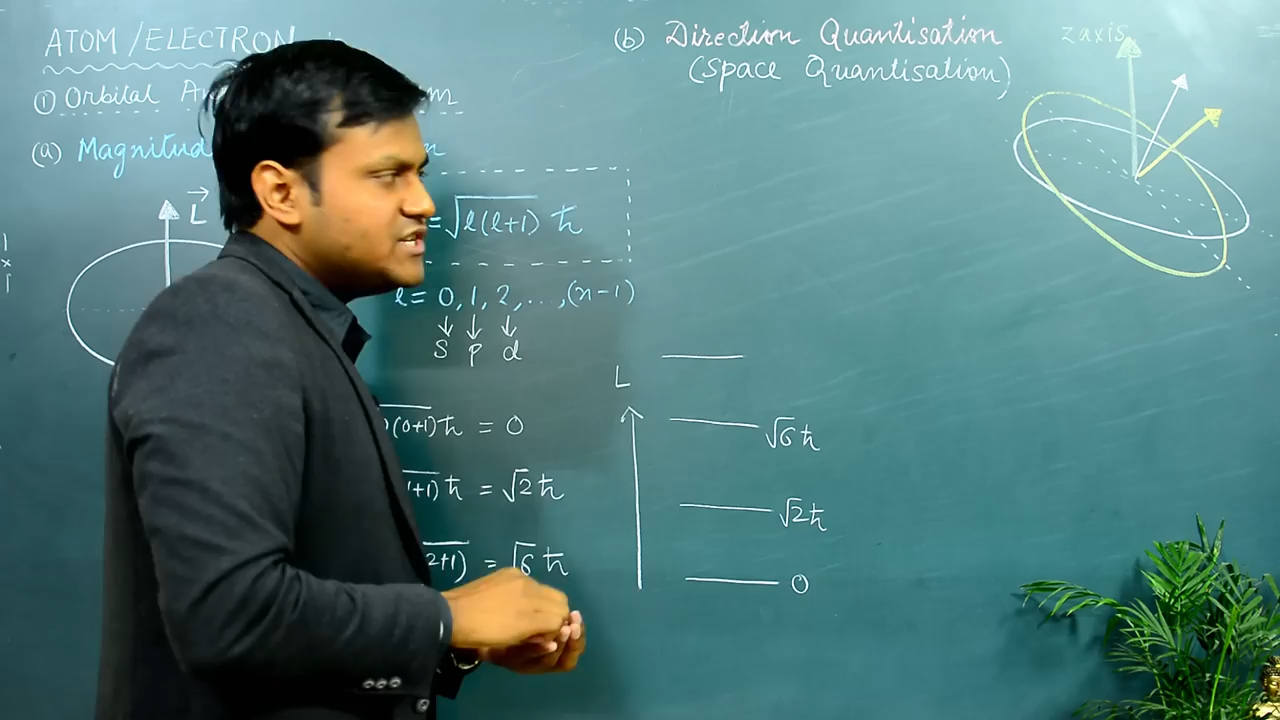 ATOM/ELECTRON
① Orbital
(a) Magnitud
L
= √l(l+1) ħ
l = 0, 1, 2, ..., (n-1)
↓ ↓ ↓
s p d
(0+1)ħ = 0
1+1)ħ = √2 ħ
2+1) = √6 ħ
(b) Direction Quantisation
(Space Quantisation)
z axis
L
√6 ħ
√2 ħ
0